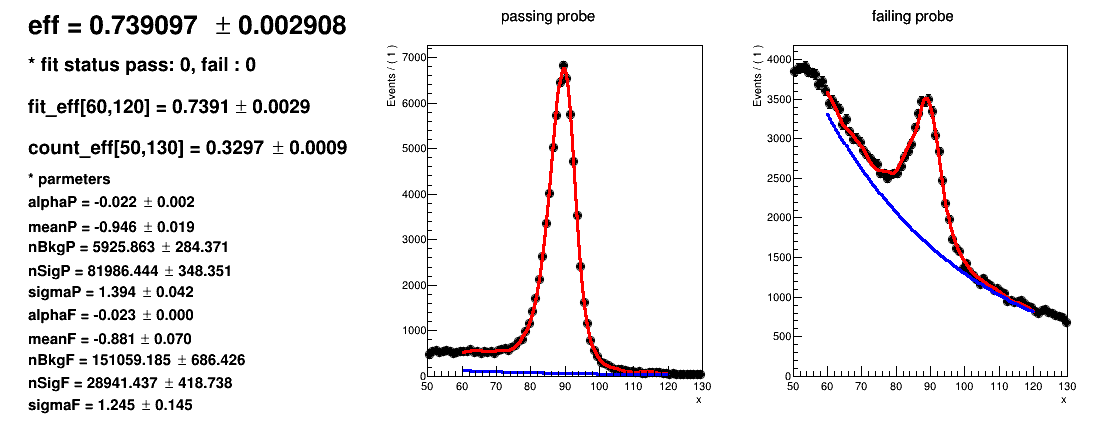 eff = 0.739097 ± 0.002908
* fit status pass: 0, fail : 0
fit_eff[60,120] = 0.7391 ± 0.0029
count_eff[50,130] = 0.3297 ± 0.0009
* parmeters
alphaP = -0.022 ± 0.002
meanP = -0.946 ± 0.019
nBkgP = 5925.863 ± 284.371
nSigP = 81986.444 ± 348.351
sigmaP = 1.394 ± 0.042
alphaF = -0.023 ± 0.000
meanF = -0.881 ± 0.070
nBkgF = 151059.185 ± 686.426
nSigF = 28941.437 ± 418.738
sigmaF = 1.245 ± 0.145
passing probe
Events / ( 1 )
7000
6000
5000
4000
3000
2000
1000
0
50 60 70 80 90 100 110 120 130
x
failing probe
Events / ( 1 )
4000
3500
3000
2500
2000
1500
1000
500
0
50 60 70 80 90 100 110 120 130
x